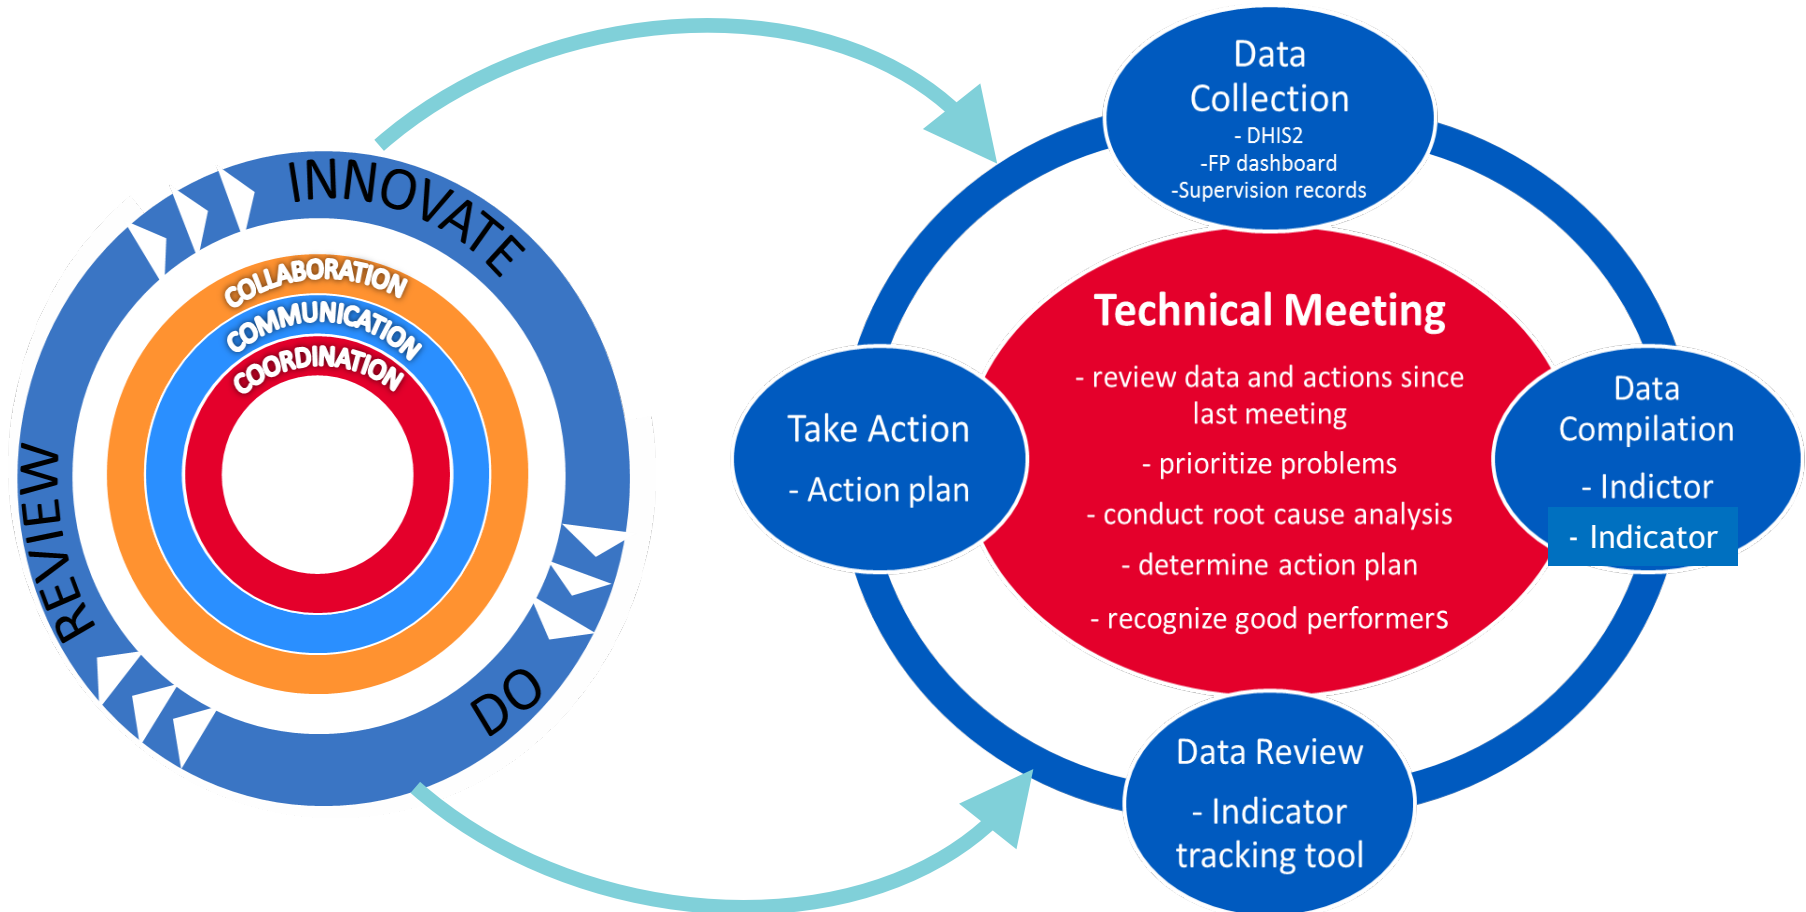 INNOVATE
COLLABORATION
COMMUNICATION
COORDINATION
REVIEW
DO
Data
Collection
- DHIS2
-FP dashboard
-Supervision records
Technical Meeting
- review data and actions since
last meeting
- prioritize problems
- conduct root cause analysis
- determine action plan
- recognize good performers
Take Action
- Action plan
Data
Compilation
- Indictor
- Indicator
Data Review
- Indicator
tracking tool